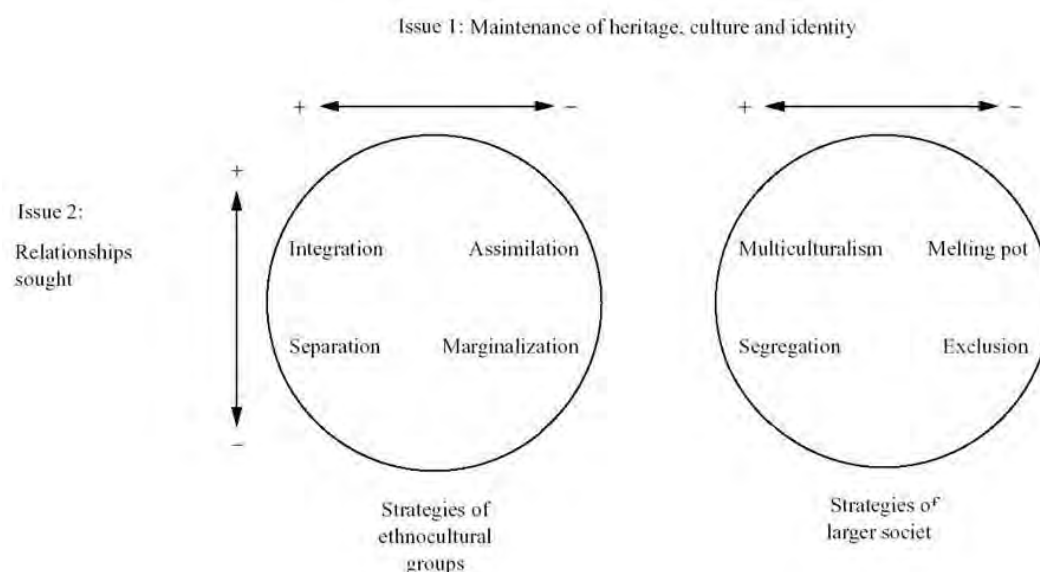 Issue 1: Maintenance of heritage, culture and identity
+ −
+ −
+
Issue 2:
Relationships
sought
Integration Assimilation
Separation Marginalization
−
Multiculturalism Melting pot
Segregation Exclusion
Strategies of
ethnocultural
groups
Strategies of
larger societ